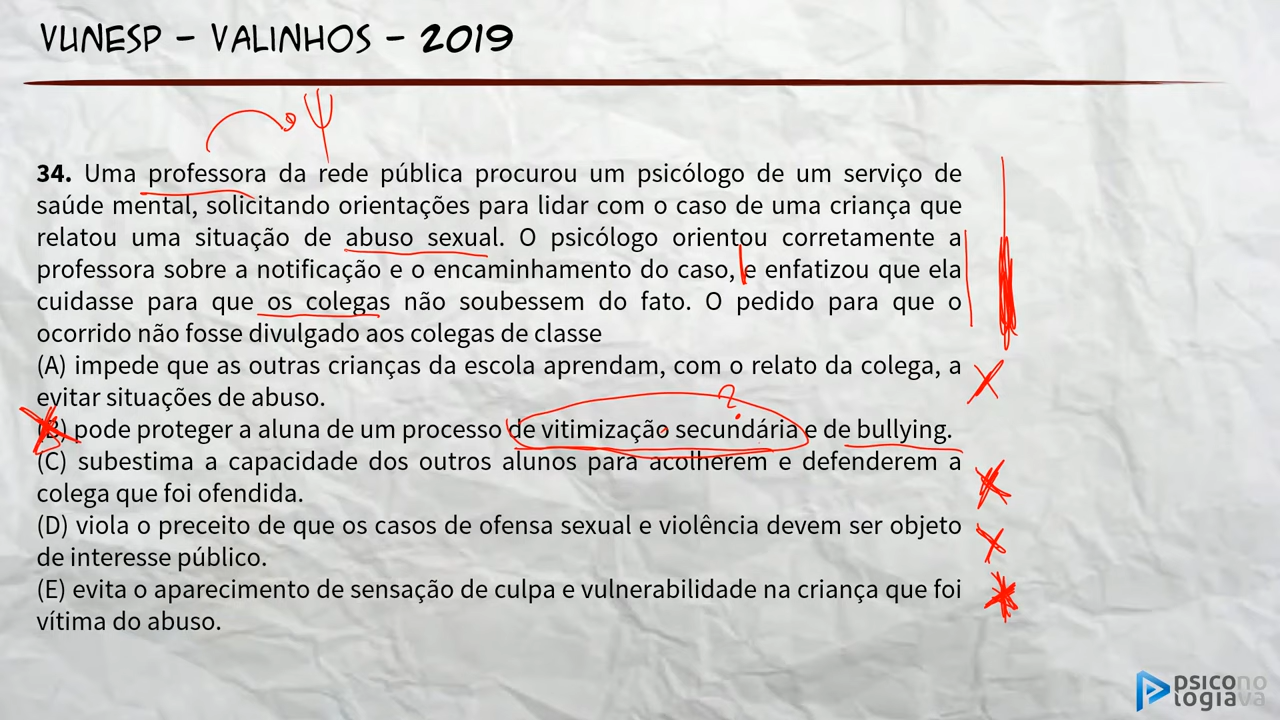 VUNESP - VALINHOS - 2019
34. Uma professora da rede pública procurou um psicólogo de um serviço de
saúde mental, solicitando orientações para lidar com o caso de uma criança que
relatou uma situação de abuso sexual. O psicólogo orientou corretamente a
professora sobre a notificação e o encaminhamento do caso, e enfatizou que ela
cuidasse para que os colegas não soubessem do fato. O pedido para que o
ocorrido não fosse divulgado aos colegas de classe
(A) impede que as outras crianças da escola aprendam, com o relato da colega, a
evitar situações de abuso.
(B) pode proteger a aluna de um processo de vitimização secundária e de bullying.
(C) subestima a capacidade dos outros alunos para acolherem e defenderem a
colega que foi ofendida.
(D) viola o preceito de que os casos de ofensa sexual e violência devem ser objeto
de interesse público.
(E) evita o aparecimento de sensação de culpa e vulnerabilidade na criança que foi
vítima do abuso.
ψ
?
psicono
logiava